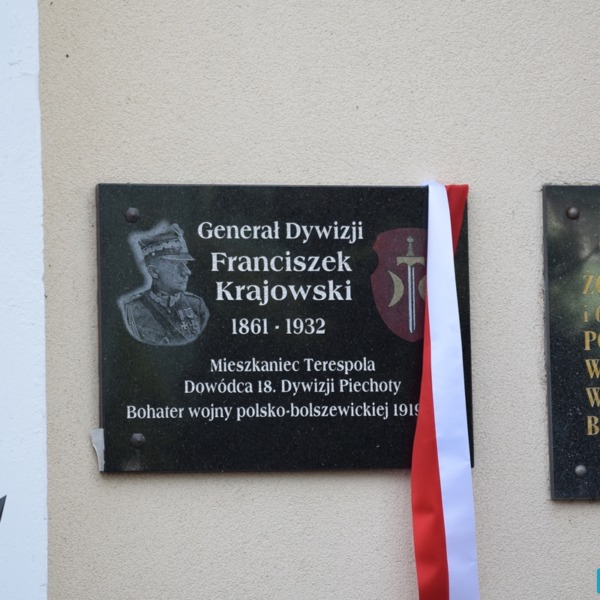 Generał Dywizji
Franciszek
Krajowski
1861 - 1932
Mieszkaniec Terespola
Dowódca 18. Dywizji Piechoty
Bohater wojny polsko-bolszewickiej 1919
i